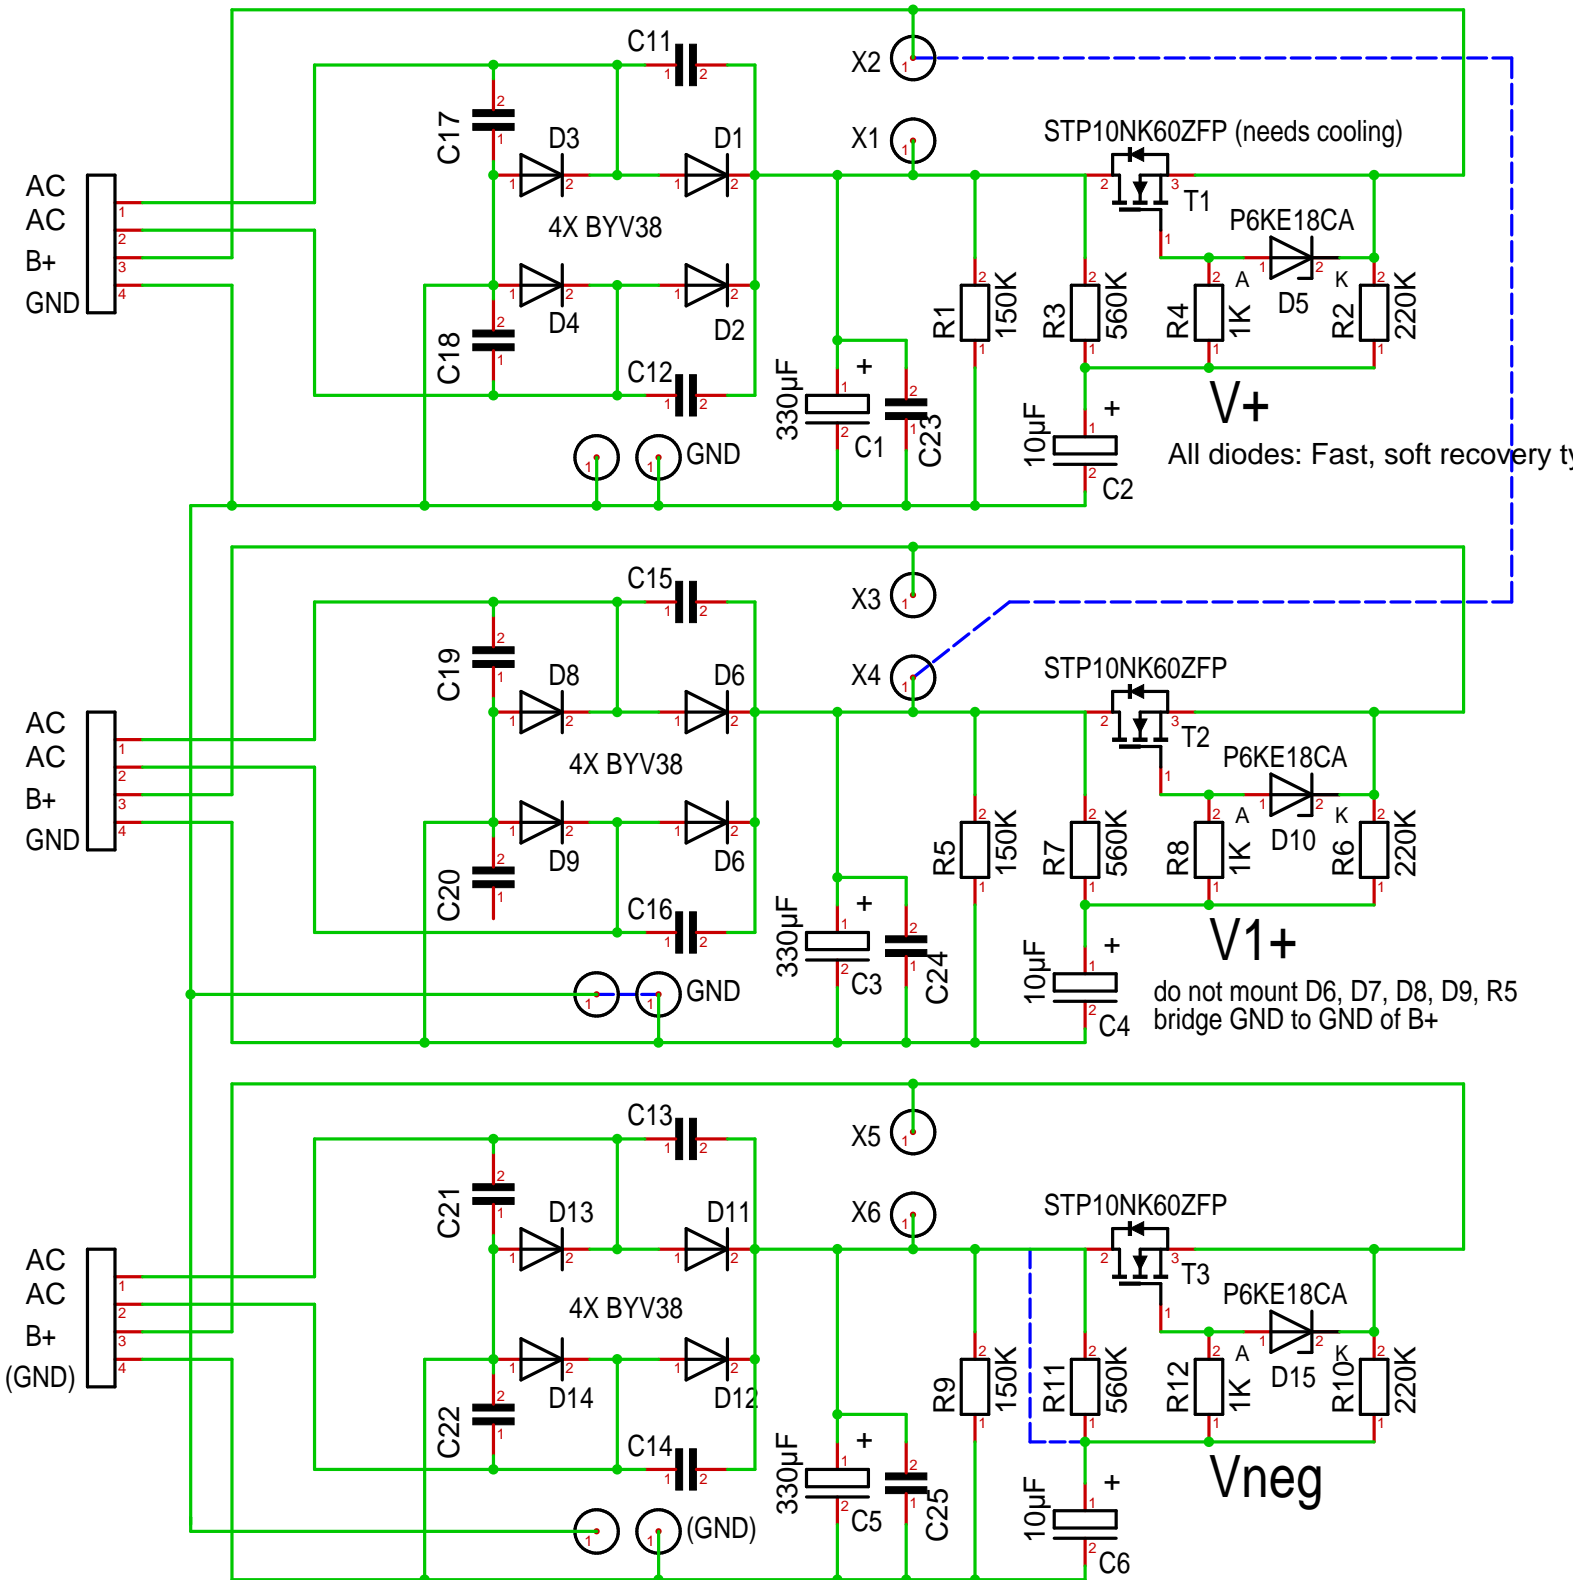 C11
X2
C17
D3
D1
X1
STP10NK60ZFP (needs cooling)
AC
AC
B+
GND
4X BYV38
T1
P6KE18CA
A
K
D5
R1
150K
R3
560K
R4
1K
R2
220K
C18
D4
D2
C12
330µF
+
C1
C23
10µF
+
C2
V+
All diodes: Fast, soft recovery ty
GND
C15
X3
C19
D8
D6
X4
STP10NK60ZFP
AC
AC
B+
GND
4X BYV38
T2
P6KE18CA
A
K
D10
R5
150K
R7
560K
R8
1K
R6
220K
C20
D9
D6
C16
330µF
+
C3
C24
10µF
+
C4
V1+
do not mount D6, D7, D8, D9, R5
bridge GND to GND of B+
GND
C13
X5
C21
D13
D11
X6
STP10NK60ZFP
AC
AC
B+
(GND)
4X BYV38
T3
P6KE18CA
A
K
D15
R9
150K
R11
560K
R12
1K
R10
220K
C22
D14
D12
C14
330µF
+
C5
C25
10µF
+
C6
Vneg
(GND)